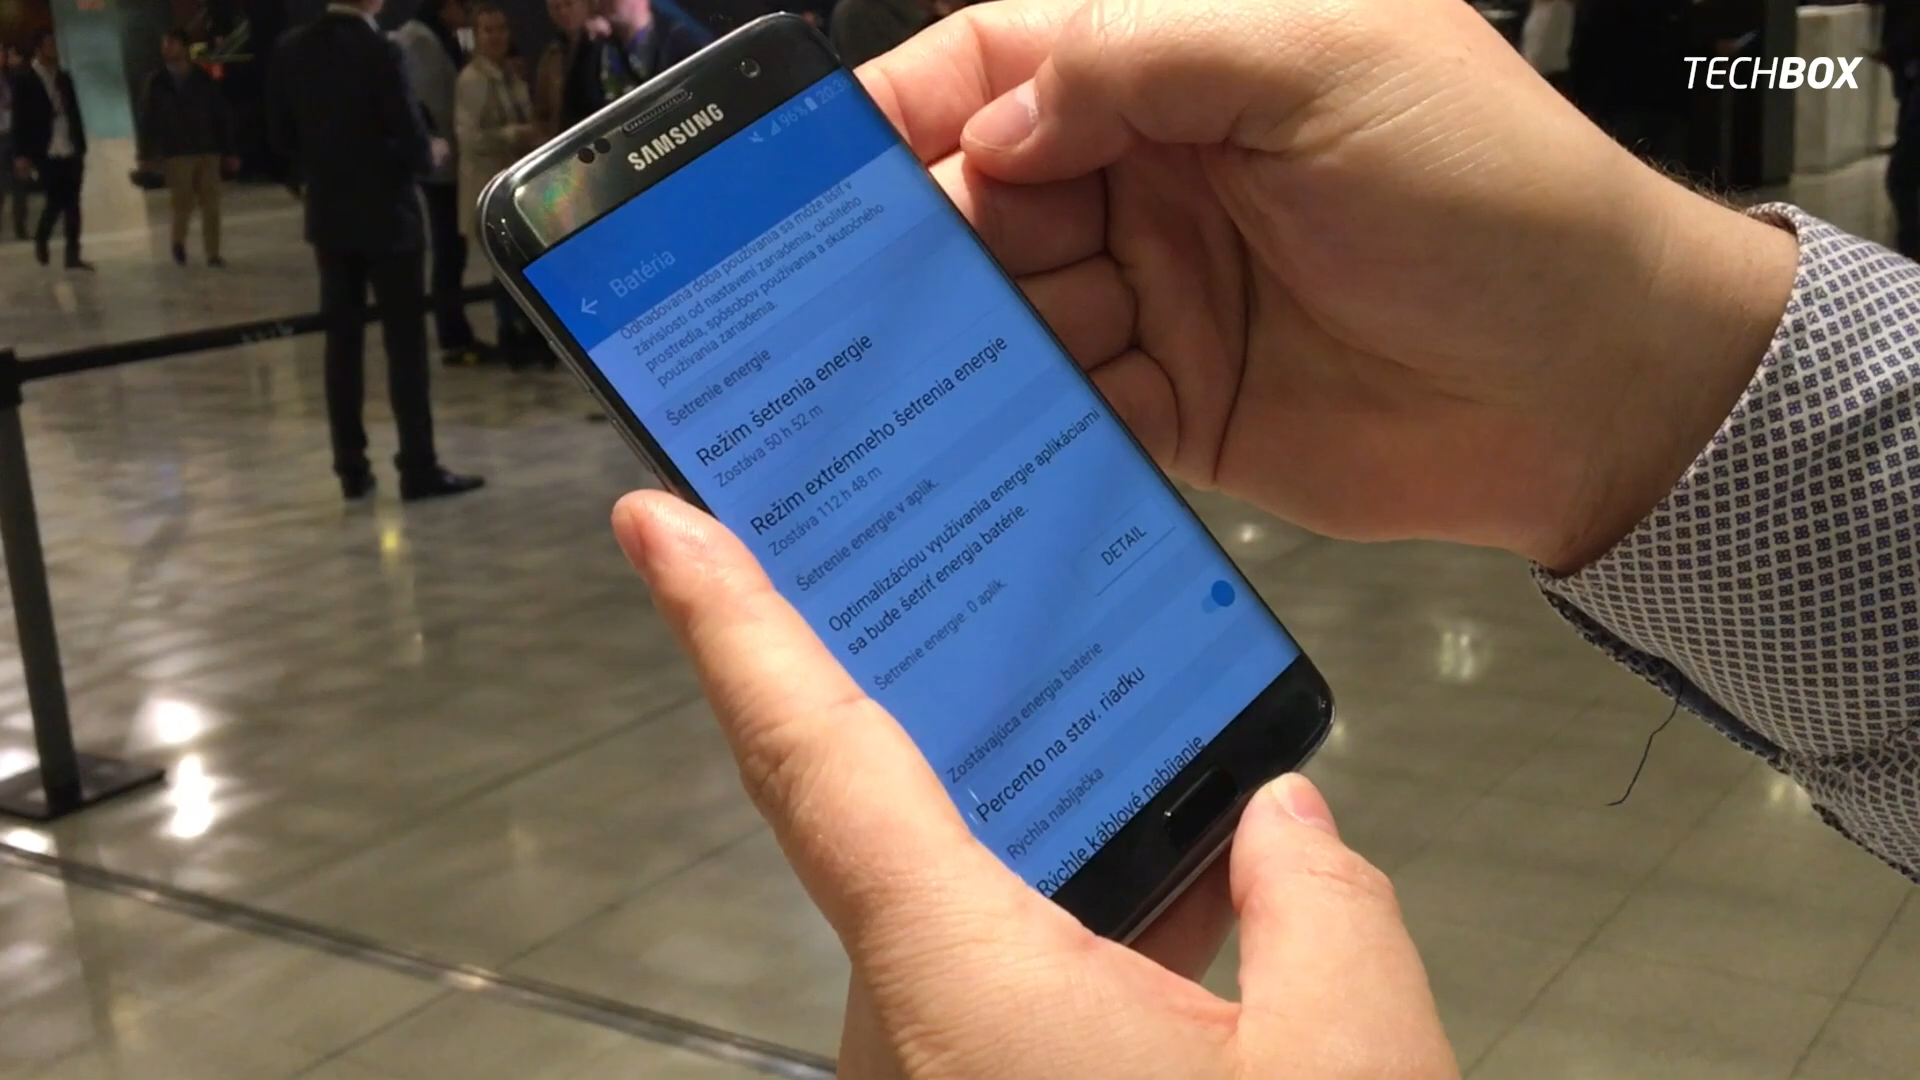 TECHBOX
SAMSUNG
96% 20:3
Batéria
Odhadovaná doba používania sa môže líšiť v
závislosti od nastavení zariadenia, okolitého
prostredia, spôsobov používania a skutočného
používania zariadenia.
Šetrenie energie
Režim šetrenia energie
Zostáva 50 h 52 m
Režim extrémneho šetrenia energie
Zostáva 112 h 48 m
Šetrenie energie v aplik.
Optimalizáciou využívania energie aplikáciami
sa bude šetriť energia batérie.
Šetrenie energie: 0 aplik.
DETAIL
Zostávajúca energia batérie
Percento na stav. riadku
Rýchla nabíjačka
Rýchle káblové nabíjanie